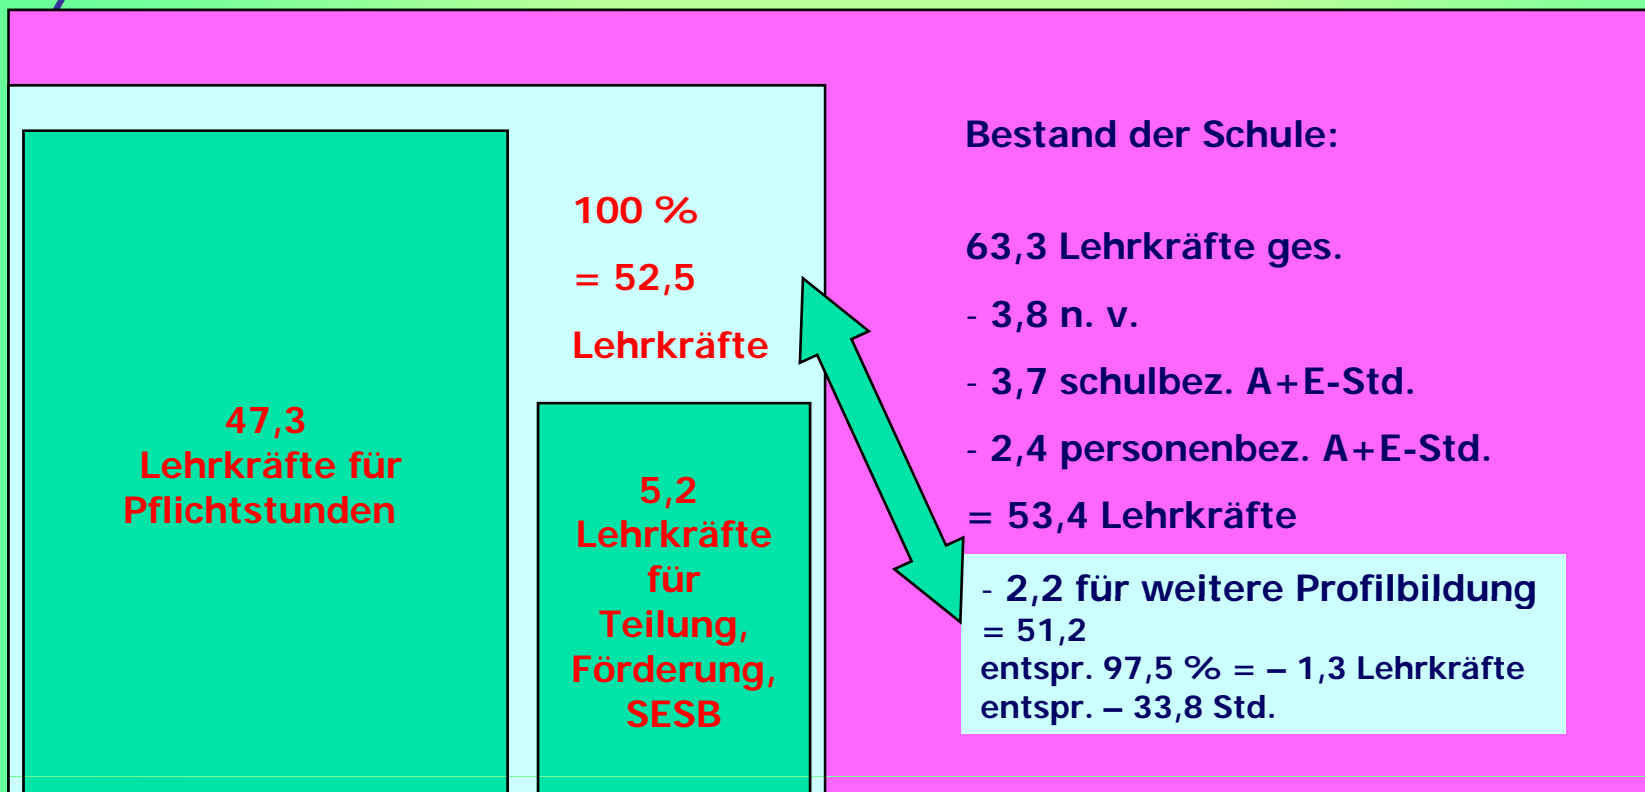 47,3
Lehrkräfte für
Pflichtstunden
100 %
= 52,5
Lehrkräfte
5,2
Lehrkräfte
für
Teilung,
Förderung,
SESB
Bestand der Schule:
63,3 Lehrkräfte ges.
- 3,8 n. v.
- 3,7 schulbez. A+E-Std.
- 2,4 personenbez. A+E-Std.
= 53,4 Lehrkräfte
- 2,2 für weitere Profilbildung
= 51,2
entspr. 97,5 % = – 1,3 Lehrkräfte
entspr. – 33,8 Std.